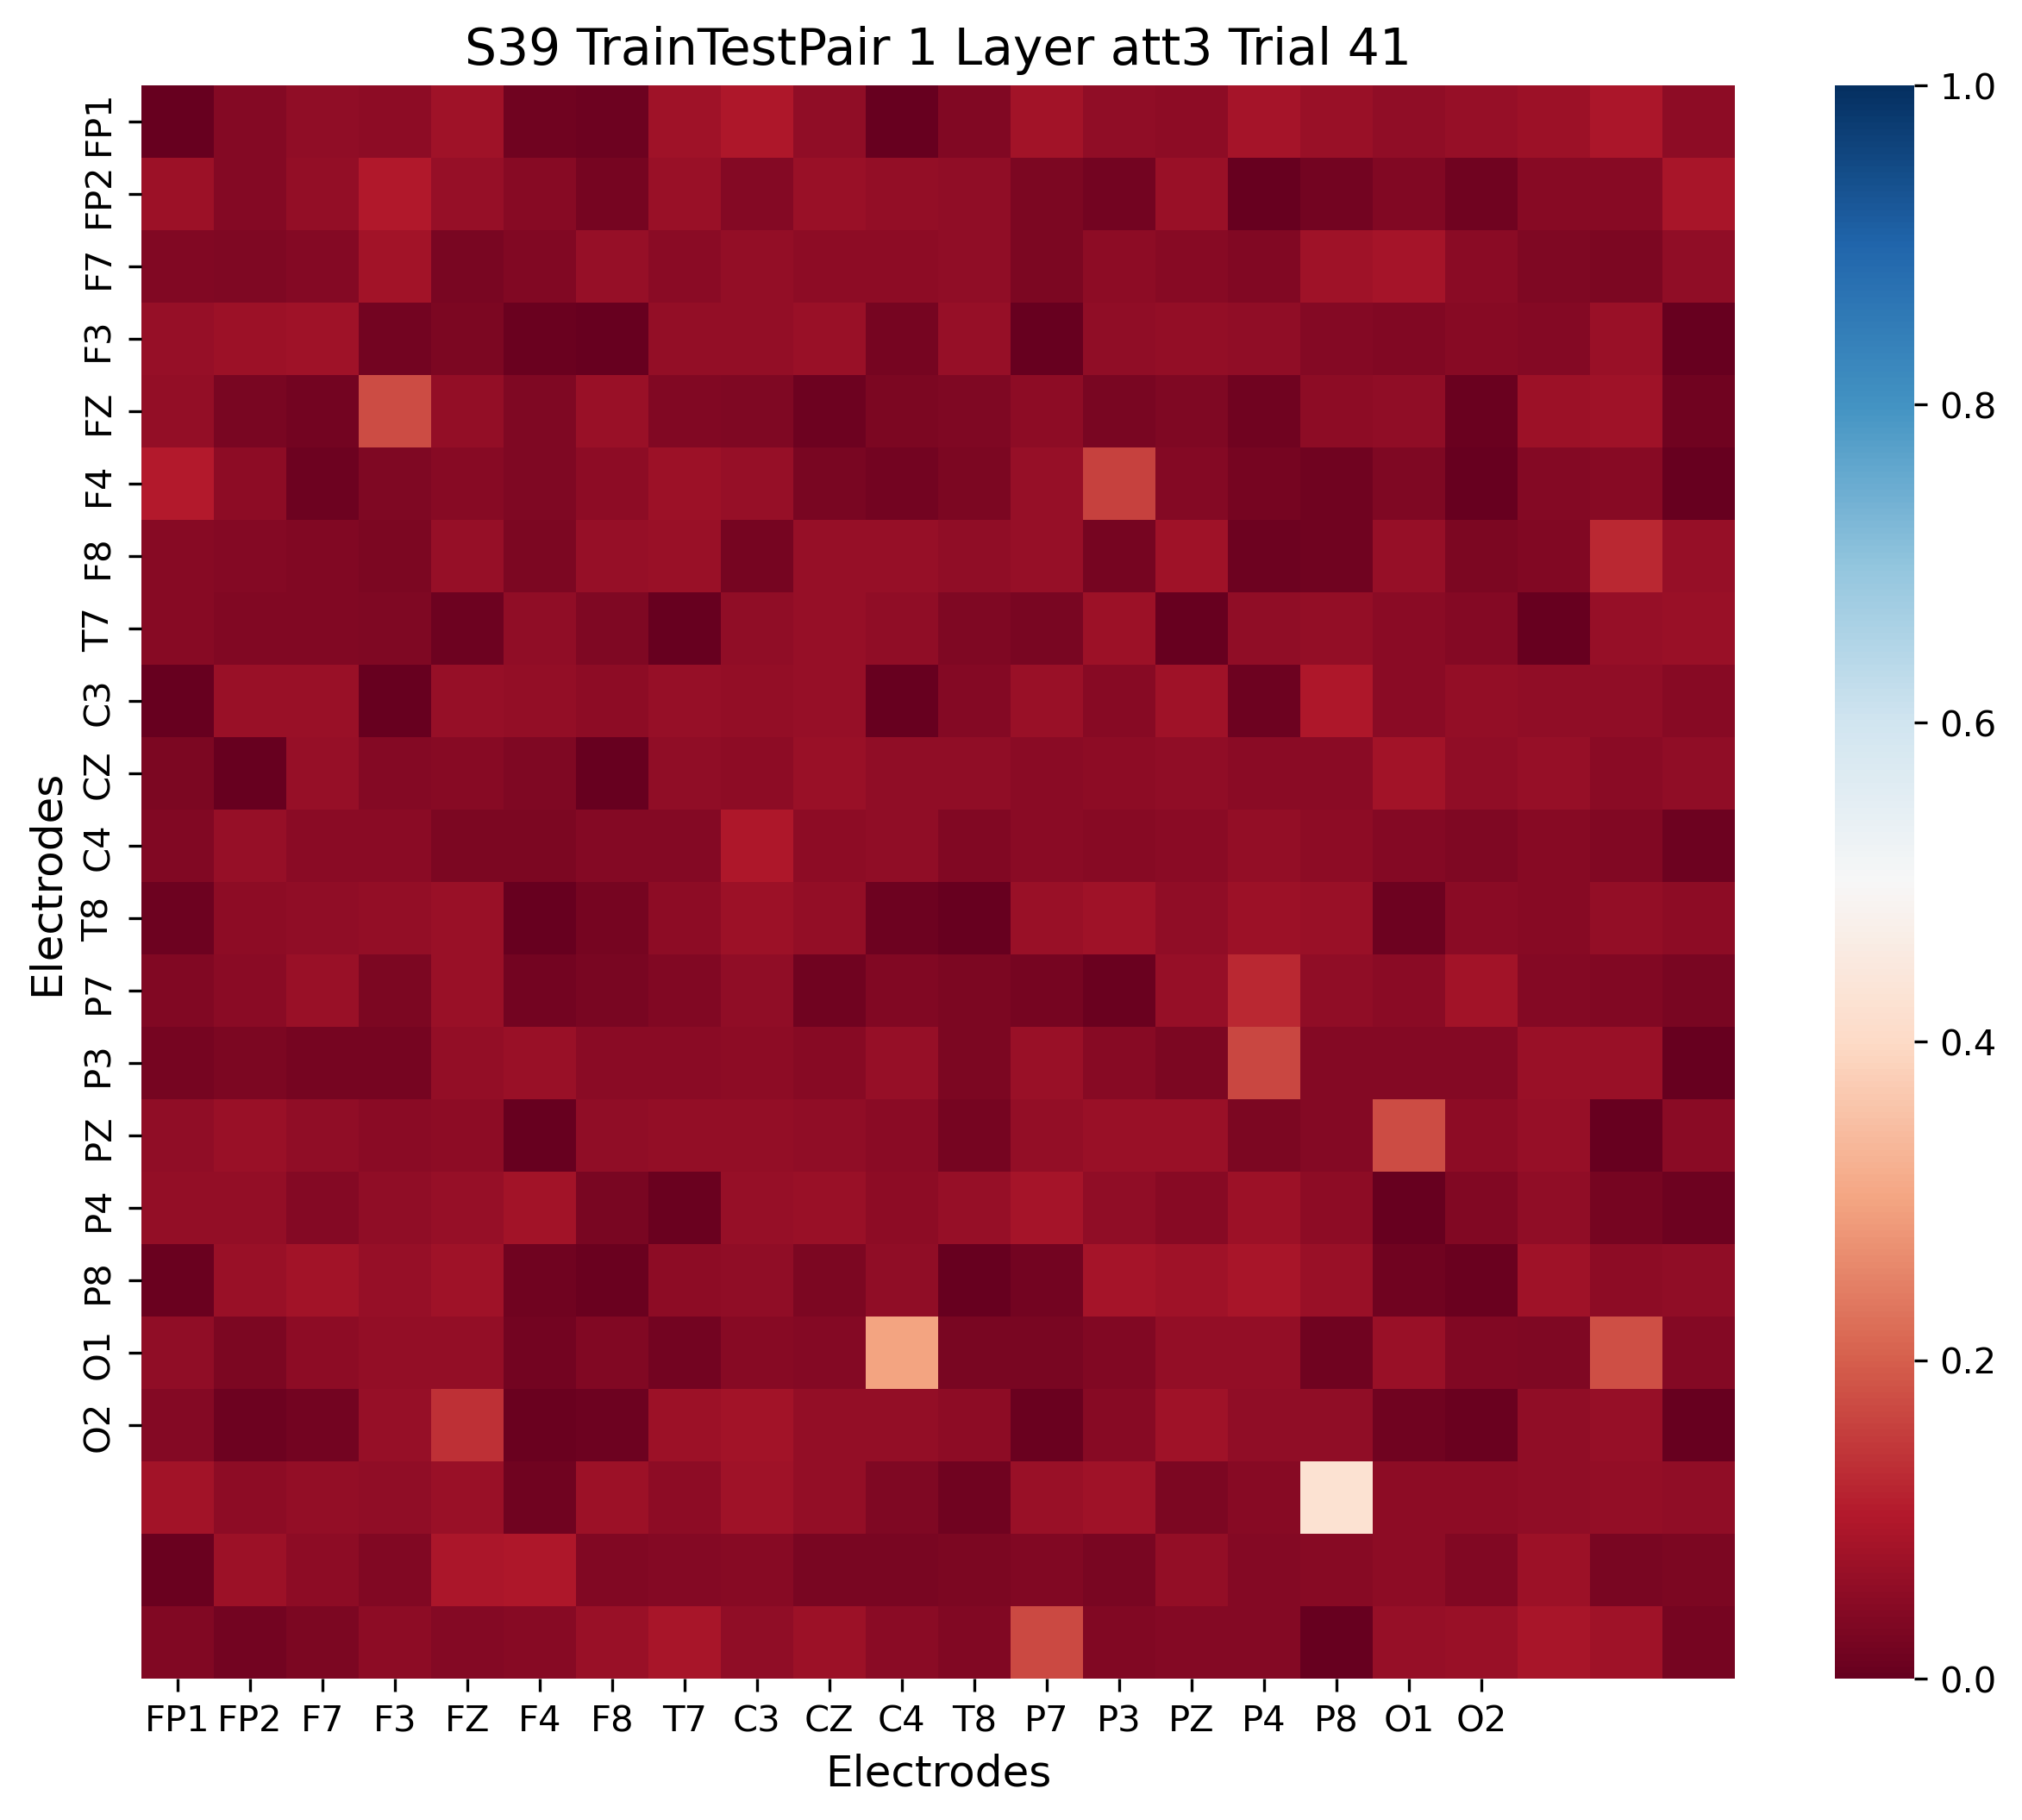 S39 TrainTestPair 1 Layer att3 Trial 41
Electrodes
FP1
FP2
F7
F3
FZ
F4
F8
T7
C3
CZ
C4
T8
P7
P3
PZ
P4
P8
O1
O2
FP1 FP2 F7 F3 FZ F4 F8 T7 C3 CZ C4 T8 P7 P3 PZ P4 P8 O1 O2
Electrodes
1.0
0.8
0.6
0.4
0.2
0.0